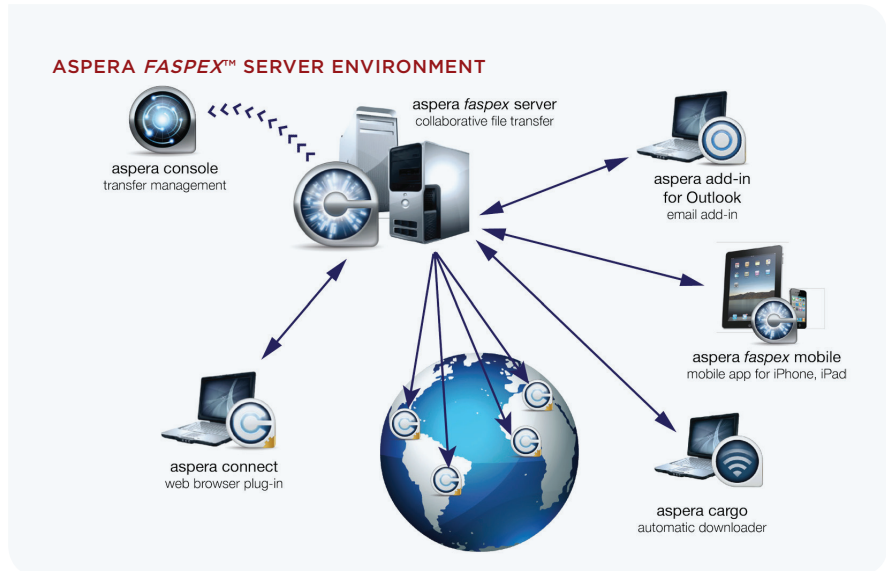 ASPERA FASPEX™ SERVER ENVIRONMENT
aspera faspex server
collaborative file transfer
aspera console
transfer management
aspera add-in
for Outlook
email add-in
aspera faspex mobile
mobile app for iPhone, iPad
aspera connect
web browser plug-in
aspera cargo
automatic downloader